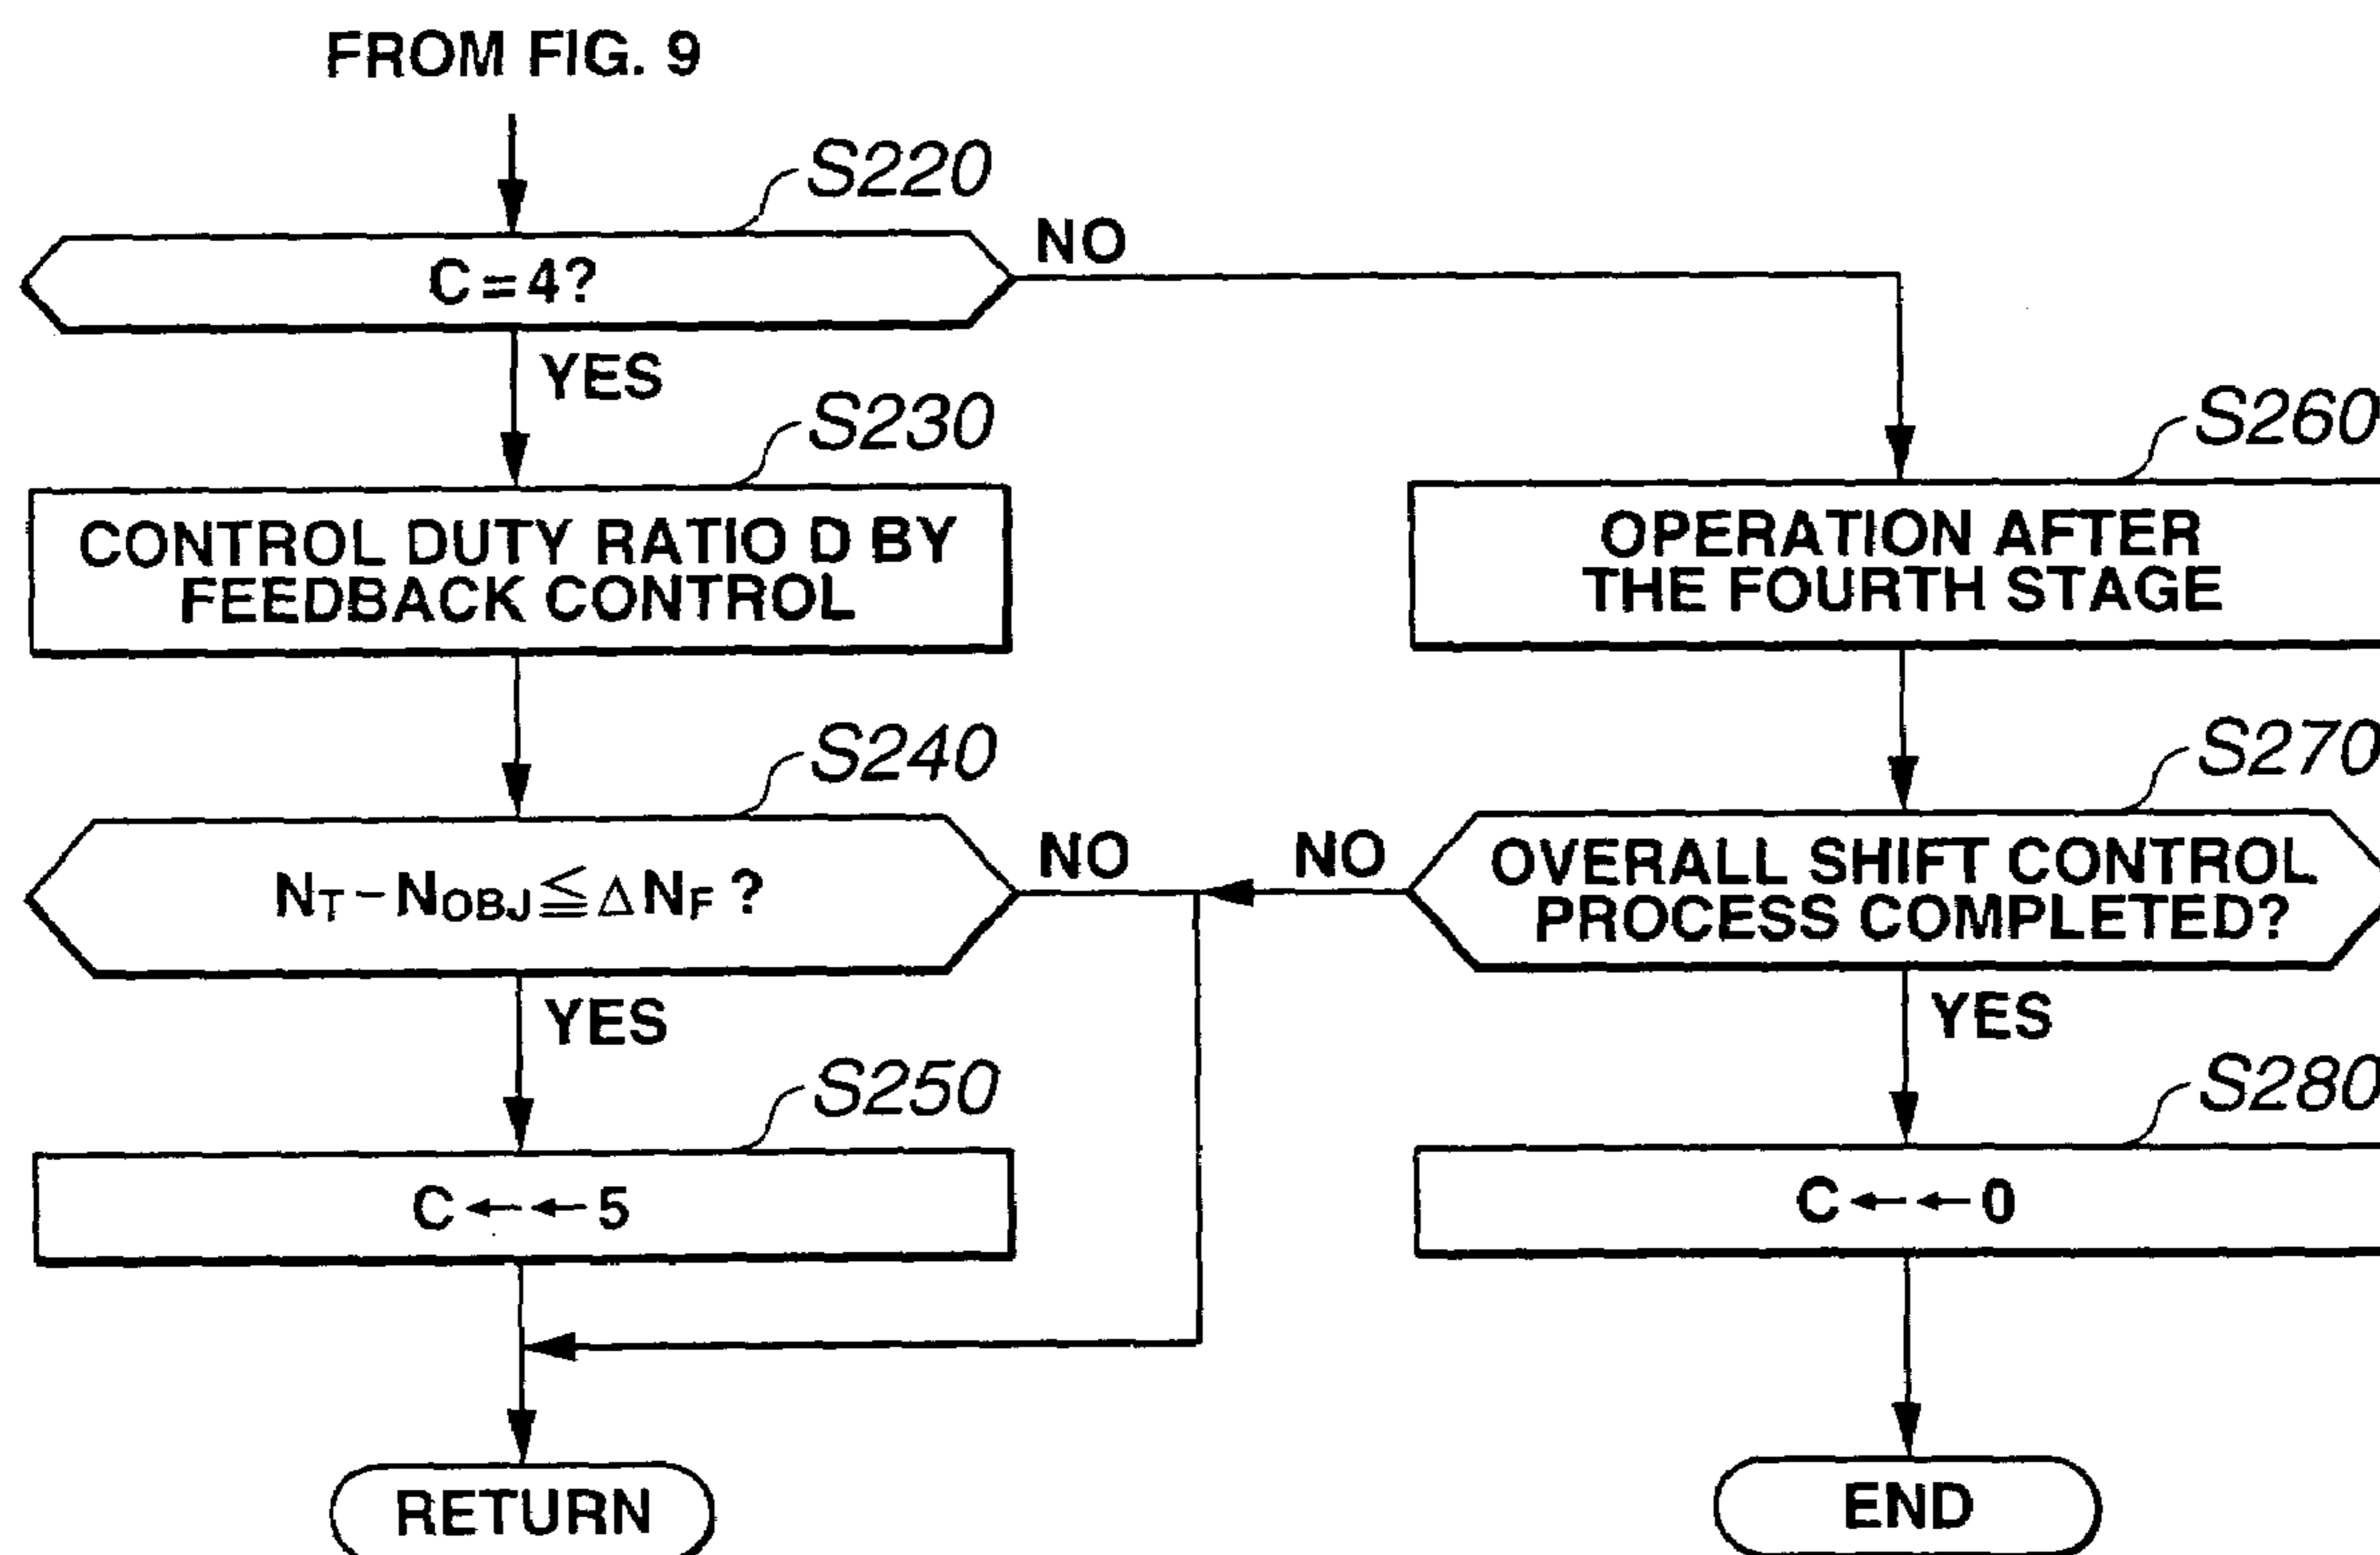 FROM FIG. 9
S220
C=4?
NO
YES
S230
CONTROL DUTY RATIO D BY
FEEDBACK CONTROL
S240
NT-NOBJ≦ΔNF ?
NO
YES
S250
C←←5
RETURN
S260
OPERATION AFTER
THE FOURTH STAGE
S270
OVERALL SHIFT CONTROL
PROCESS COMPLETED?
NO
YES
S280
C←←0
END